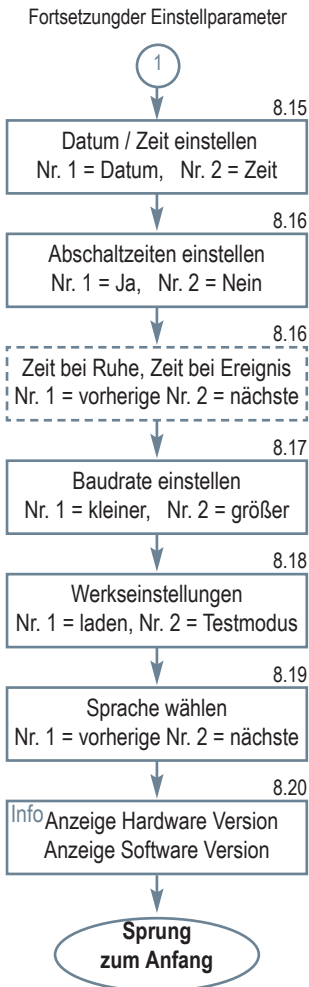 Fortsetzungder Einstellparameter
1
8.15
Datum / Zeit einstellen
Nr. 1 = Datum, Nr. 2 = Zeit
8.16
Abschaltzeiten einstellen
Nr. 1 = Ja, Nr. 2 = Nein
8.16
Zeit bei Ruhe, Zeit bei Ereignis
Nr. 1 = vorherige Nr. 2 = nächste
8.17
Baudrate einstellen
Nr. 1 = kleiner, Nr. 2 = größer
8.18
Werkseinstellungen
Nr. 1 = laden, Nr. 2 = Testmodus
8.19
Sprache wählen
Nr. 1 = vorherige Nr. 2 = nächste
8.20
Info Anzeige Hardware Version
Anzeige Software Version
Sprung
zum Anfang